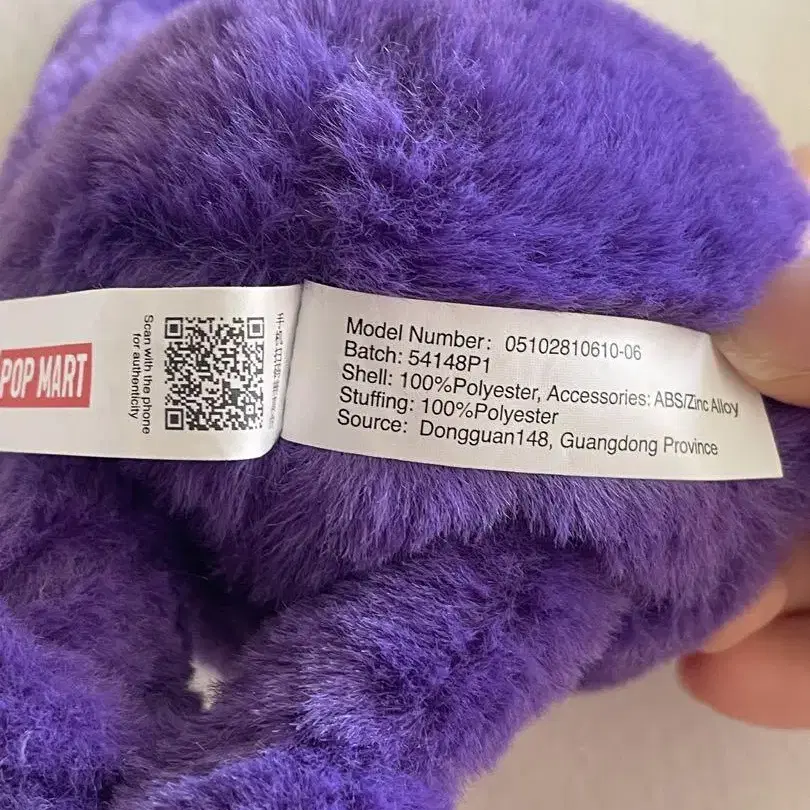 POP MART
Scan with the phone
for authenticity
Model Number: 05102810610-06
Batch: 54148P1
Shell: 100%Polyester, Accessories: ABS/Zinc Alloy
Stuffing: 100%Polyester
Source: Dongguan148, Guangdong Province